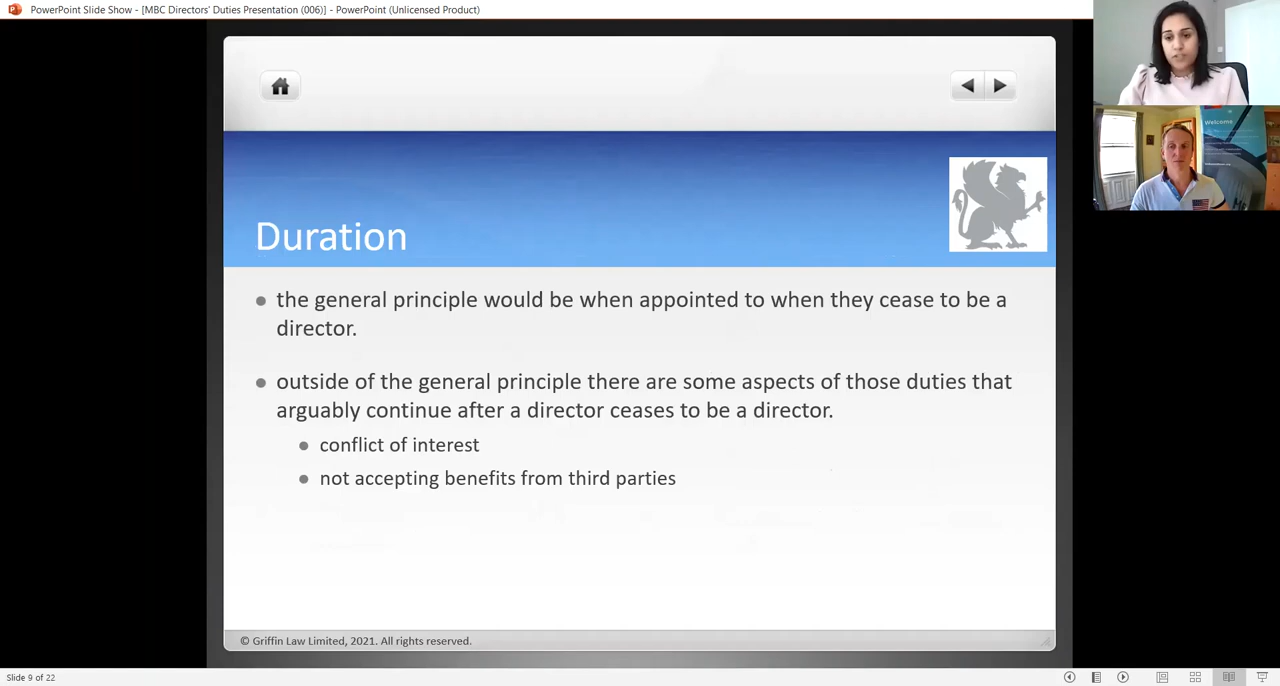 PowerPoint Slide Show - [MBC Directors' Duties Presentation (006)] - PowerPoint (Unlicensed Product)
Welcome
Duration
● the general principle would be when appointed to when they cease to be a
director.
● outside of the general principle there are some aspects of those duties that
arguably continue after a director ceases to be a director.
● conflict of interest
● not accepting benefits from third parties
© Griffin Law Limited, 2021. All rights reserved.
Slide 9 of 22